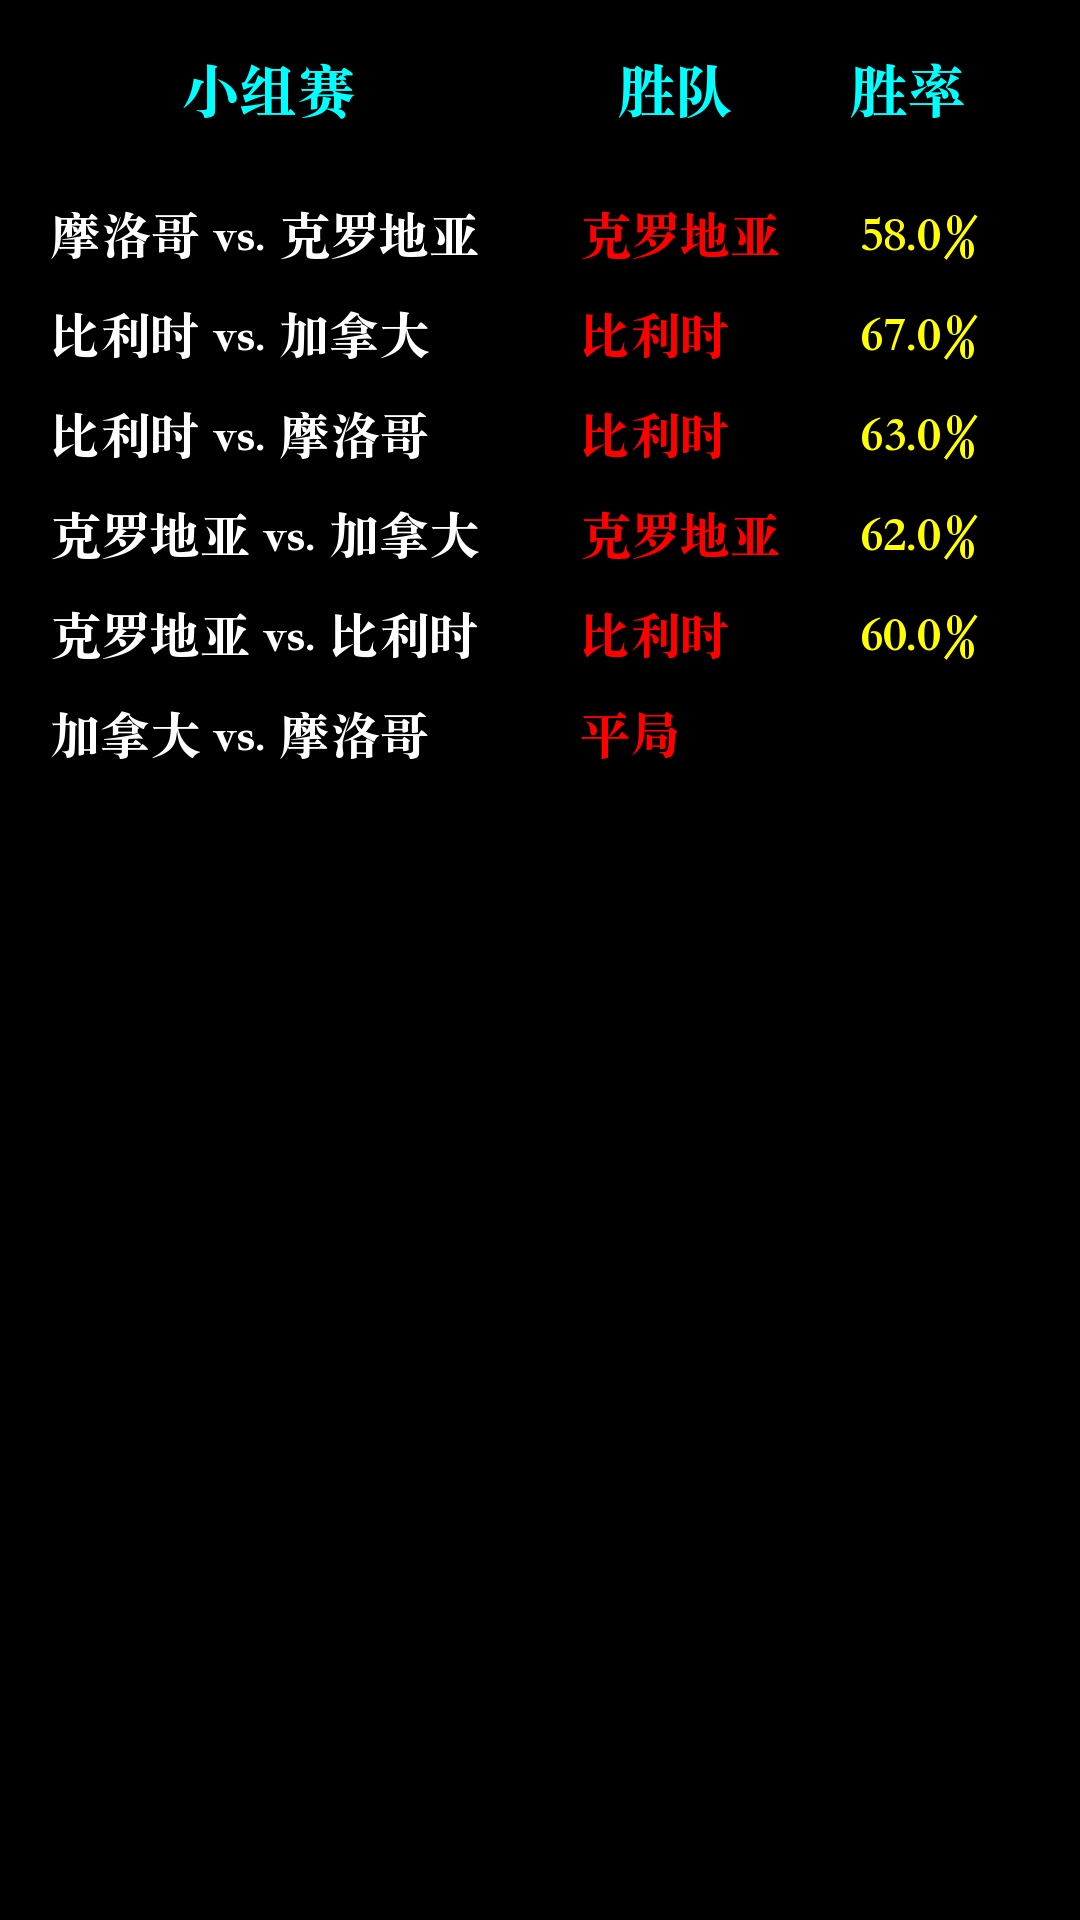 小组赛 胜队 胜率
摩洛哥 vs. 克罗地亚 克罗地亚 58.0%
比利时 vs. 加拿大 比利时 67.0%
比利时 vs. 摩洛哥 比利时 63.0%
克罗地亚 vs. 加拿大 克罗地亚 62.0%
克罗地亚 vs. 比利时 比利时 60.0%
加拿大 vs. 摩洛哥 平局